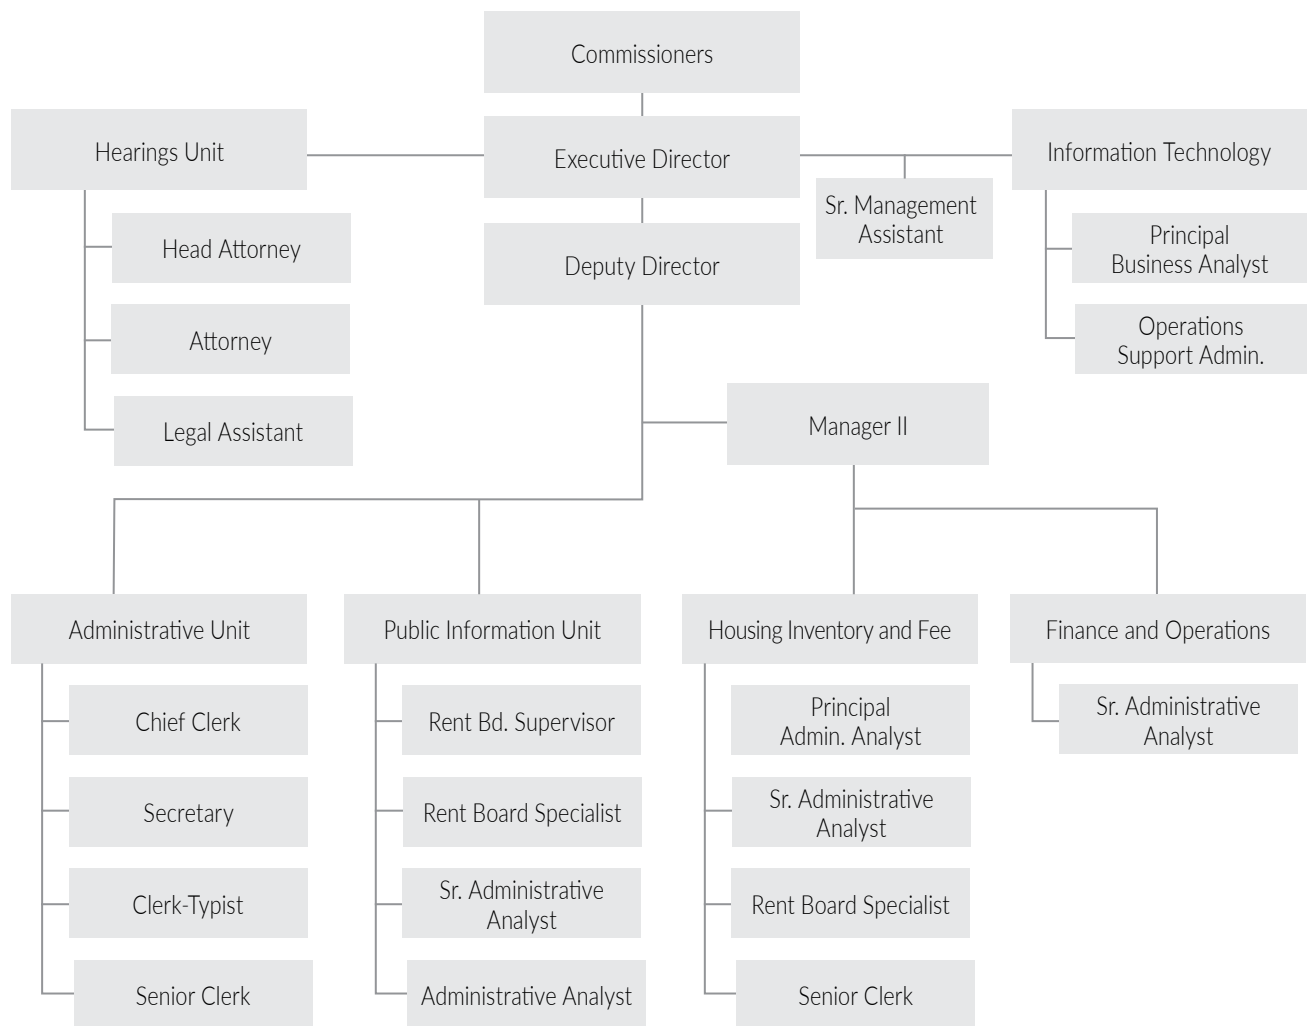 Commissioners
Hearings Unit
Executive Director
Information Technology
Sr. Management
Assistant
Head Attorney
Deputy Director
Principal
Business Analyst
Attorney
Operations
Support Admin.
Legal Assistant
Manager II
Administrative Unit
Public Information Unit
Housing Inventory and Fee
Finance and Operations
Chief Clerk
Rent Bd. Supervisor
Principal
Admin. Analyst
Sr. Administrative
Analyst
Secretary
Rent Board Specialist
Sr. Administrative
Analyst
Clerk-Typist
Sr. Administrative
Analyst
Rent Board Specialist
Senior Clerk
Administrative Analyst
Senior Clerk